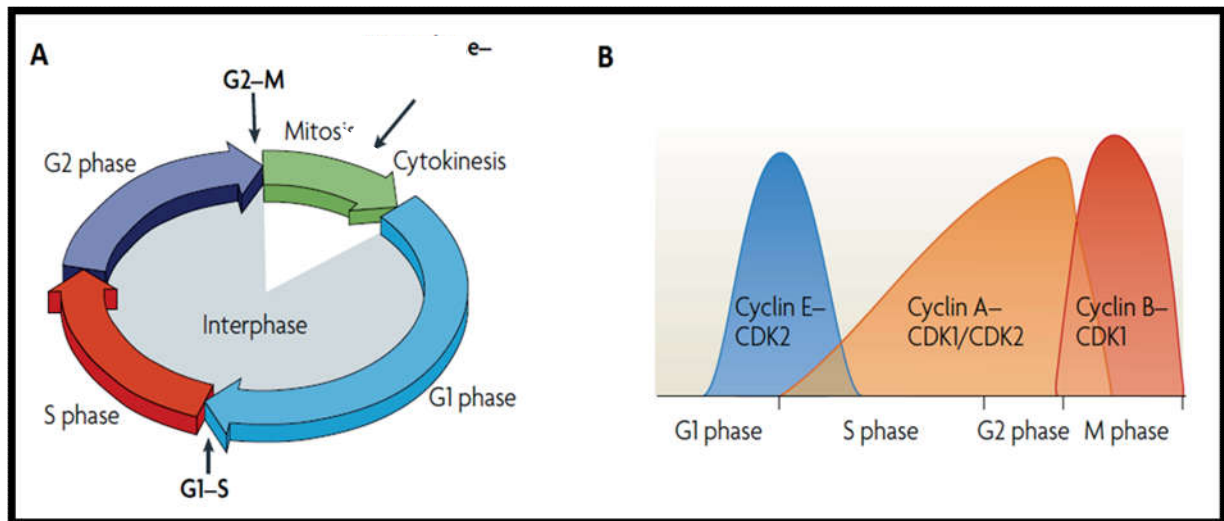 A
e–
G2–M
Mitosis
G2 phase
Cytokinesis
Interphase
S phase
G1 phase
G1–S
B
Cyclin E–
CDK2
Cyclin A–
CDK1/CDK2
Cyclin B–
CDK1
G1 phase
S phase
G2 phase
M phase